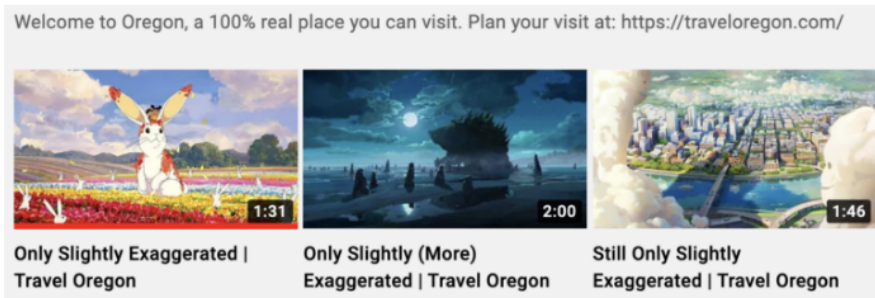 Welcome to Oregon, a 100% real place you can visit. Plan your visit at: https://traveloregon.com/
1:31
2:00
1:46
Only Slightly Exaggerated |
Travel Oregon
Only Slightly (More)
Exaggerated | Travel Oregon
Still Only Slightly
Exaggerated | Travel Oregon